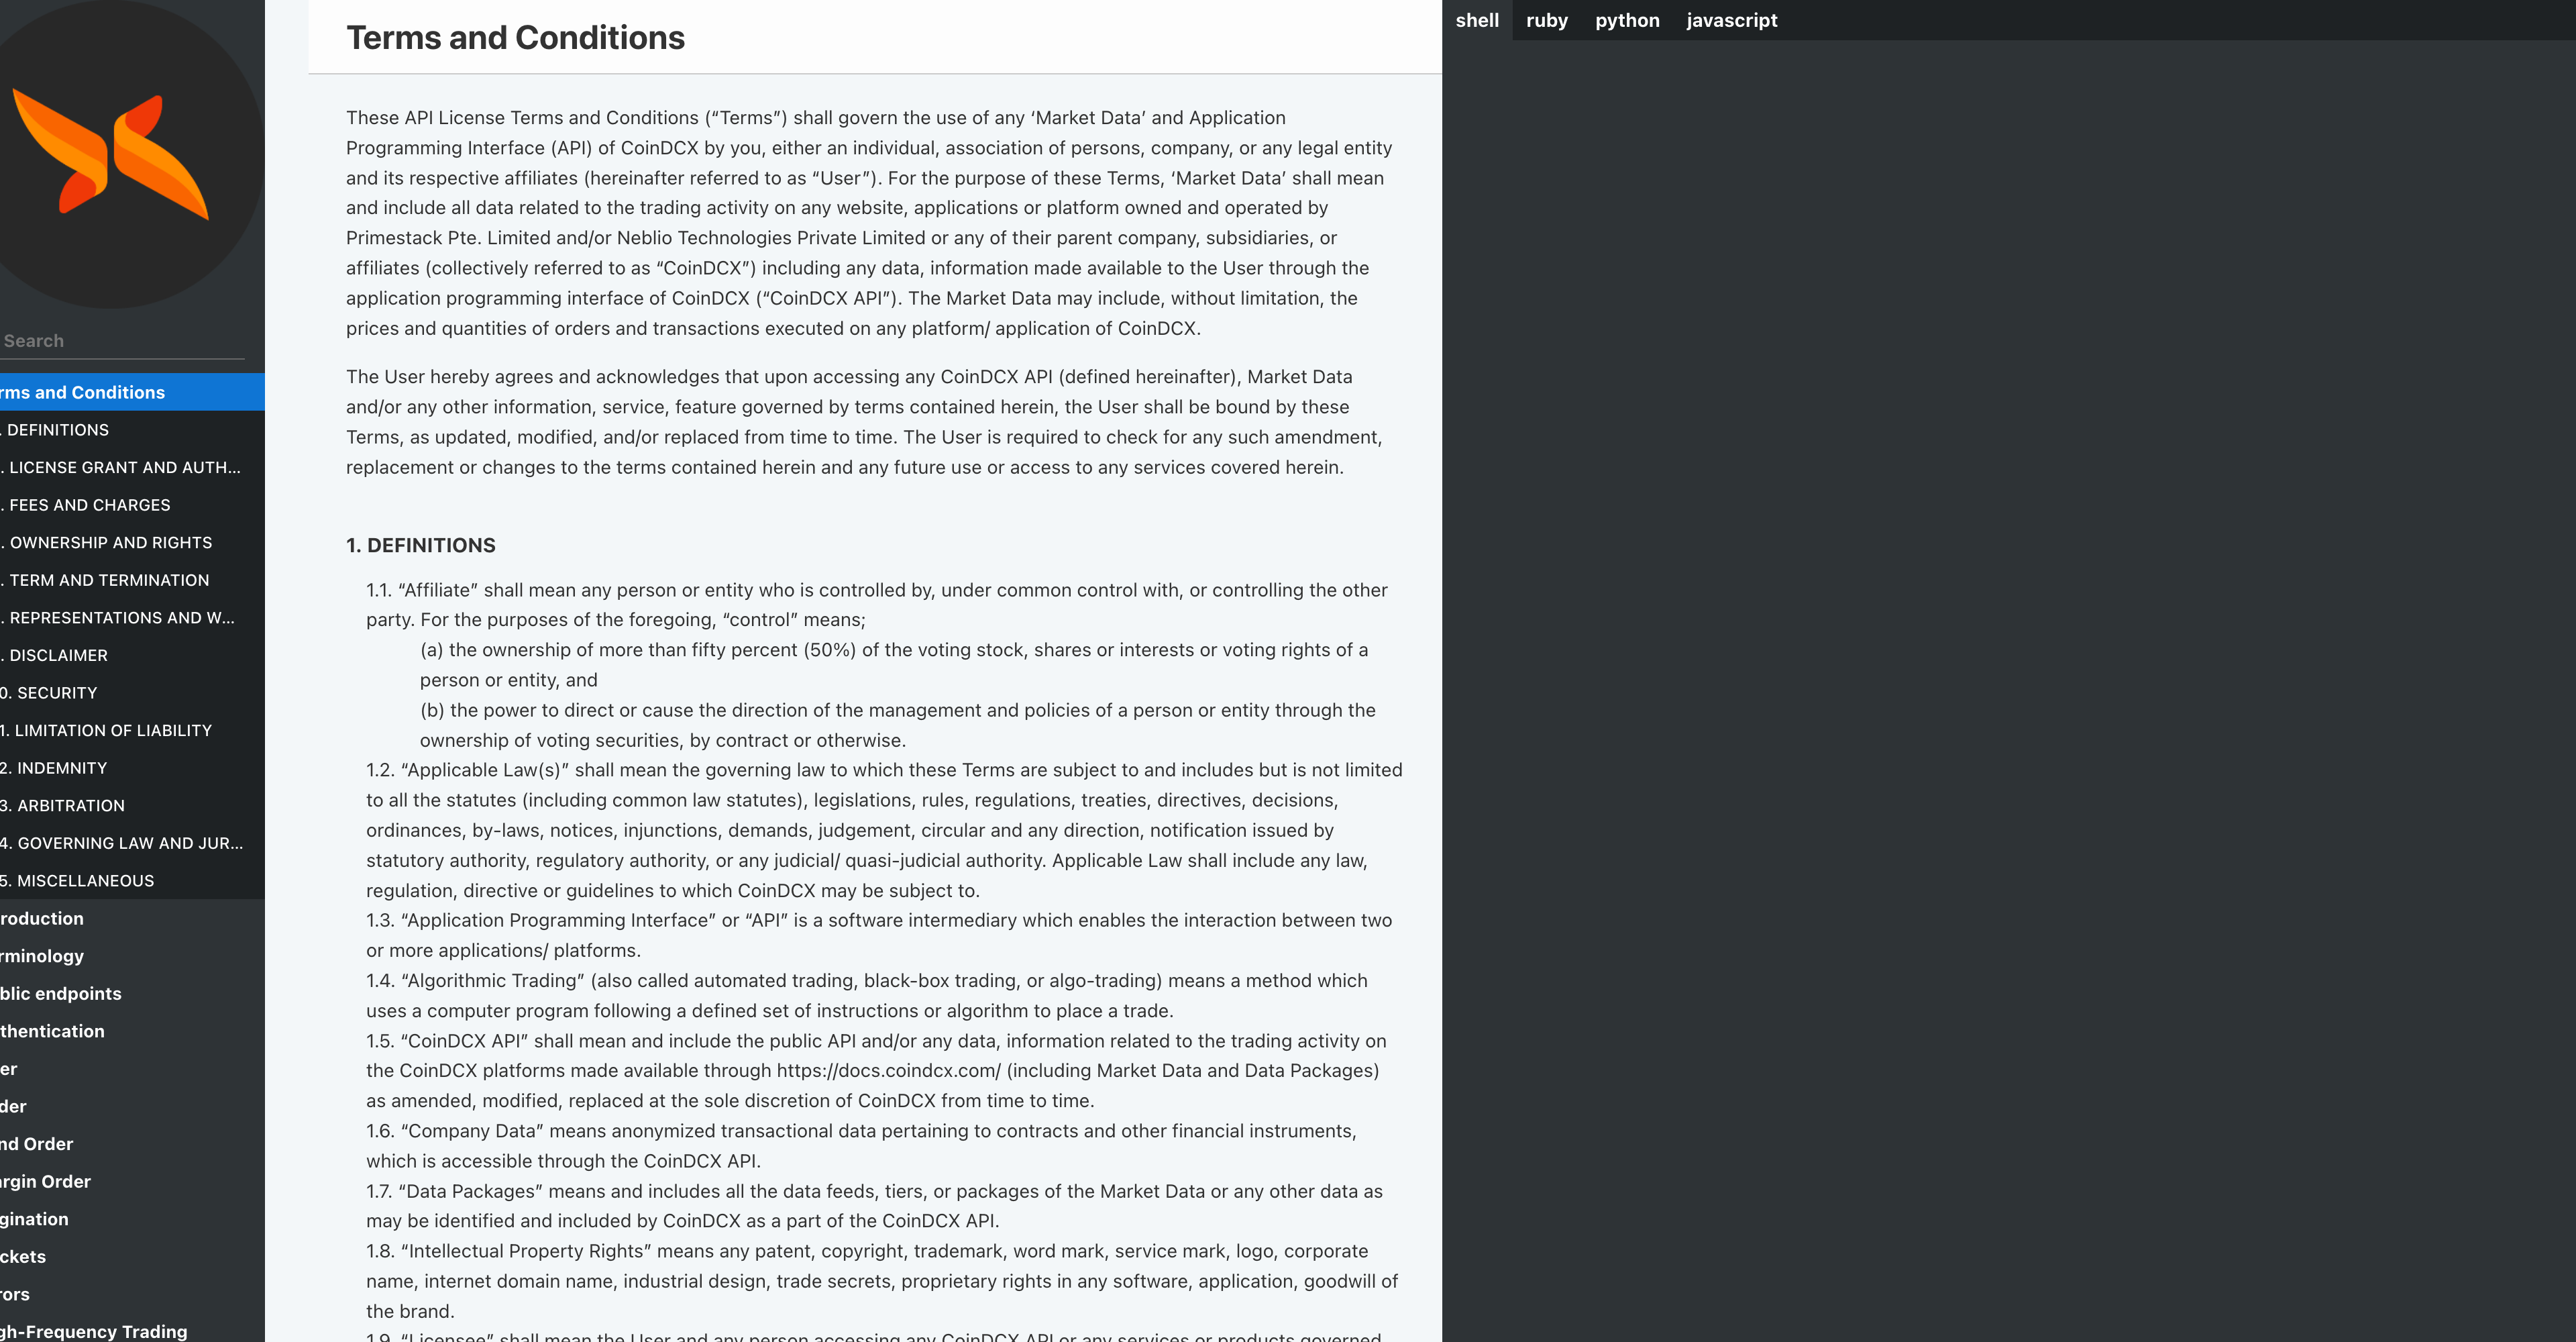 Search
rms and Conditions
. DEFINITIONS
. LICENSE GRANT AND AUTH...
. FEES AND CHARGES
. OWNERSHIP AND RIGHTS
. TERM AND TERMINATION
. REPRESENTATIONS AND W...
. DISCLAIMER
0. SECURITY
1. LIMITATION OF LIABILITY
2. INDEMNITY
3. ARBITRATION
4. GOVERNING LAW AND JUR...
5. MISCELLANEOUS
roduction
rminology
blic endpoints
thentication
er
der
nd Order
rgin Order
gination
ckets
rors
gh-Frequency Trading
Terms and Conditions
These API License Terms and Conditions (“Terms”) shall govern the use of any ‘Market Data’ and Application
Programming Interface (API) of CoinDCX by you, either an individual, association of persons, company, or any legal entity
and its respective affiliates (hereinafter referred to as “User”). For the purpose of these Terms, ‘Market Data’ shall mean
and include all data related to the trading activity on any website, applications or platform owned and operated by
Primestack Pte. Limited and/or Neblio Technologies Private Limited or any of their parent company, subsidiaries, or
affiliates (collectively referred to as “CoinDCX”) including any data, information made available to the User through the
application programming interface of CoinDCX (“CoinDCX API”). The Market Data may include, without limitation, the
prices and quantities of orders and transactions executed on any platform/ application of CoinDCX.
The User hereby agrees and acknowledges that upon accessing any CoinDCX API (defined hereinafter), Market Data
and/or any other information, service, feature governed by terms contained herein, the User shall be bound by these
Terms, as updated, modified, and/or replaced from time to time. The User is required to check for any such amendment,
replacement or changes to the terms contained herein and any future use or access to any services covered herein.
1. DEFINITIONS
1.1. “Affiliate” shall mean any person or entity who is controlled by, under common control with, or controlling the other
party. For the purposes of the foregoing, “control” means;
(a) the ownership of more than fifty percent (50%) of the voting stock, shares or interests or voting rights of a
person or entity, and
(b) the power to direct or cause the direction of the management and policies of a person or entity through the
ownership of voting securities, by contract or otherwise.
1.2. “Applicable Law(s)” shall mean the governing law to which these Terms are subject to and includes but is not limited
to all the statutes (including common law statutes), legislations, rules, regulations, treaties, directives, decisions,
ordinances, by-laws, notices, injunctions, demands, judgement, circular and any direction, notification issued by
statutory authority, regulatory authority, or any judicial/ quasi-judicial authority. Applicable Law shall include any law,
regulation, directive or guidelines to which CoinDCX may be subject to.
1.3. “Application Programming Interface” or “API” is a software intermediary which enables the interaction between two
or more applications/ platforms.
1.4. “Algorithmic Trading” (also called automated trading, black-box trading, or algo-trading) means a method which
uses a computer program following a defined set of instructions or algorithm to place a trade.
1.5. “CoinDCX API” shall mean and include the public API and/or any data, information related to the trading activity on
the CoinDCX platforms made available through https://docs.coindcx.com/ (including Market Data and Data Packages)
as amended, modified, replaced at the sole discretion of CoinDCX from time to time.
1.6. “Company Data” means anonymized transactional data pertaining to contracts and other financial instruments,
which is accessible through the CoinDCX API.
1.7. “Data Packages” means and includes all the data feeds, tiers, or packages of the Market Data or any other data as
may be identified and included by CoinDCX as a part of the CoinDCX API.
1.8. “Intellectual Property Rights” means any patent, copyright, trademark, word mark, service mark, logo, corporate
name, internet domain name, industrial design, trade secrets, proprietary rights in any software, application, goodwill of
the brand.
1.9. “Licensee” shall mean the User and any person accessing any CoinDCX API or any services or products governed
shell ruby python javascript